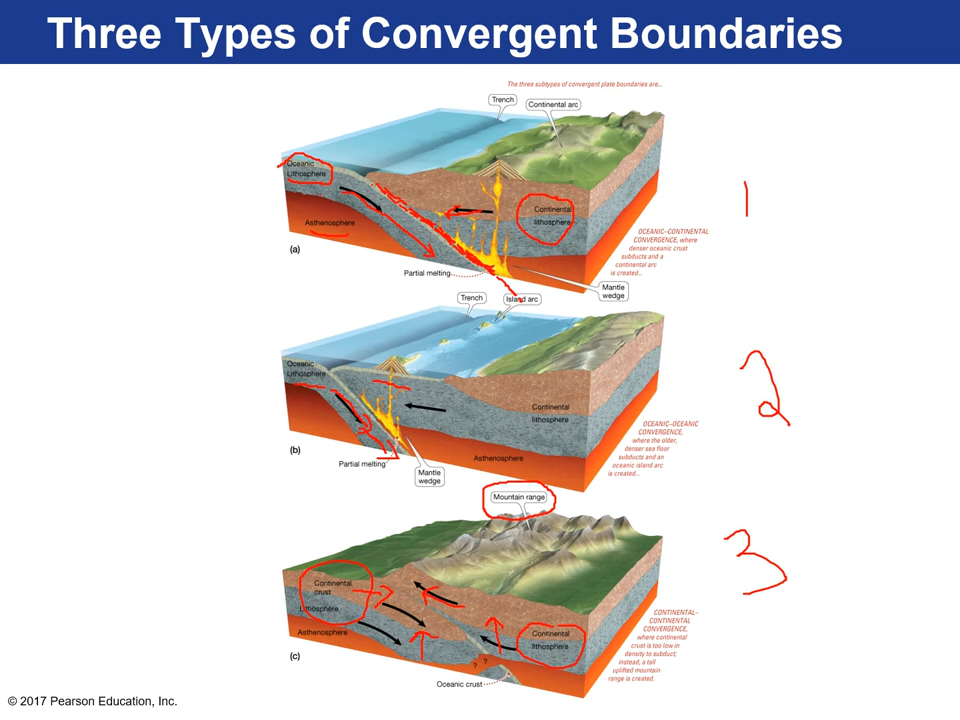 Three Types of Convergent Boundaries
The three subtypes of convergent plate boundaries are...
Trench
Continental arc
Oceanic
Lithosphere
Asthenosphere
Continental
lithosphere
1
OCEANIC–CONTINENTAL
CONVERGENCE, where
denser oceanic crust
subducts and a
continental arc
is created...
(a)
Partial melting
Mantle
wedge
Trench
Island arc
Oceanic
Lithosphere
Continental
lithosphere
2
OCEANIC–OCEANIC
CONVERGENCE,
where the older,
denser sea floor
subducts and an
oceanic island arc
is created...
(b)
Asthenosphere
Partial melting
Mantle
wedge
Mountain range
3
Continental
crust
Lithosphere
Asthenosphere
Continental
lithosphere
CONTINENTAL–
CONTINENTAL
CONVERGENCE,
where continental
crust is too low in
density to subduct;
instead, a tall
uplifted mountain
range is created.
(c)
? ?
Oceanic crust
© 2017 Pearson Education, Inc.